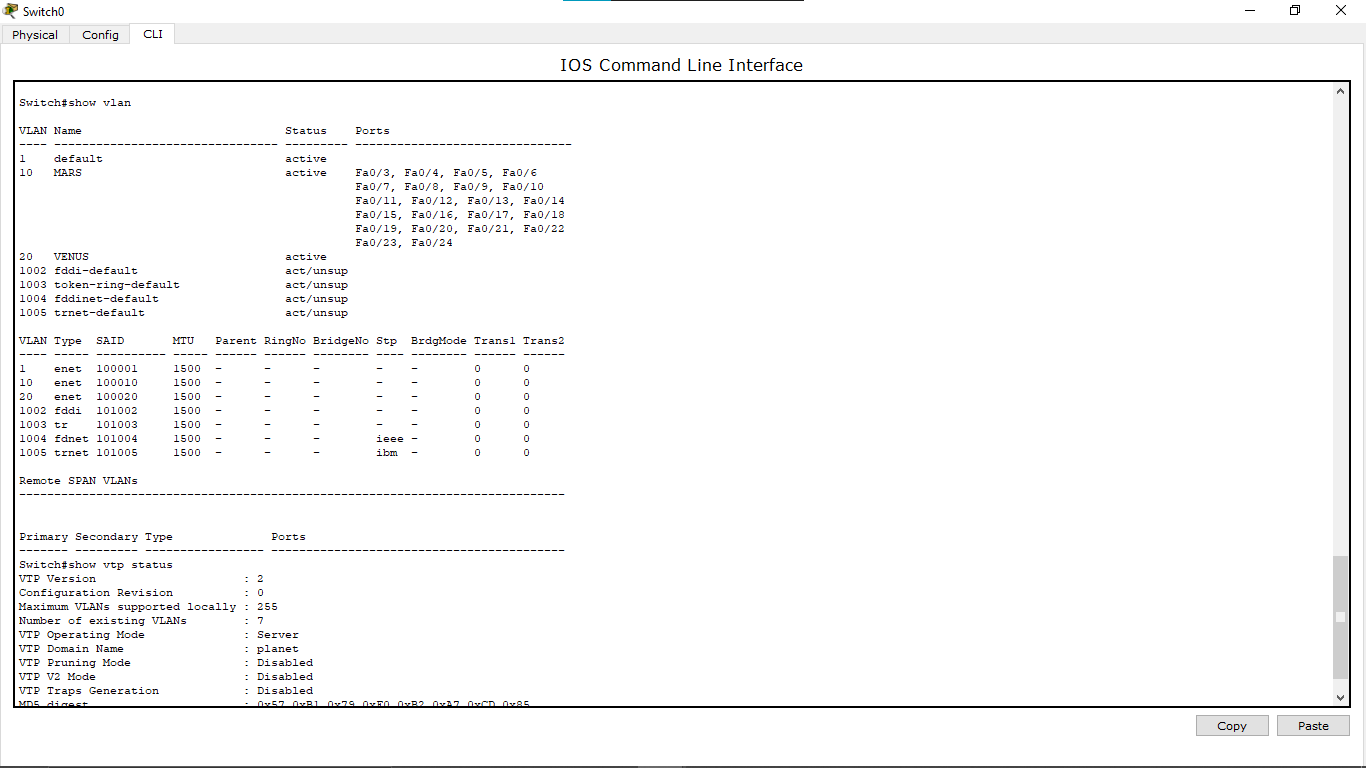 Switch0
Physical Config CLI
IOS Command Line Interface
Switch#show vlan
VLAN Name                             Status    Ports
---- -------------------------------- --------- -------------------------------
1    default                          active
10   MARS                             active    Fa0/3, Fa0/4, Fa0/5, Fa0/6
                                                Fa0/7, Fa0/8, Fa0/9, Fa0/10
                                                Fa0/11, Fa0/12, Fa0/13, Fa0/14
                                                Fa0/15, Fa0/16, Fa0/17, Fa0/18
                                                Fa0/19, Fa0/20, Fa0/21, Fa0/22
                                                Fa0/23, Fa0/24
20   VENUS                            active
1002 fddi-default                     act/unsup
1003 token-ring-default               act/unsup
1004 fddinet-default                  act/unsup
1005 trnet-default                    act/unsup
VLAN Type  SAID       MTU   Parent RingNo BridgeNo Stp  BrdgMode Trans1 Trans2
---- ----- ---------- ----- ------ ------ -------- ---- -------- ------ ------
1    enet  100001     1500  -      -      -        -    -        0      0
10   enet  100010     1500  -      -      -        -    -        0      0
20   enet  100020     1500  -      -      -        -    -        0      0
1002 fddi  101002     1500  -      -      -        -    -        0      0
1003 tr    101003     1500  -      -      -        -    -        0      0
1004 fdnet 101004     1500  -      -      -        ieee -        0      0
1005 trnet 101005     1500  -      -      -        ibm  -        0      0
Remote SPAN VLANs
------------------------------------------------------------------------------
Primary Secondary Type              Ports
------- --------- ----------------- ------------------------------------------
Switch#show vtp status
VTP Version                     : 2
Configuration Revision          : 0
Maximum VLANs supported locally : 255
Number of existing VLANs        : 7
VTP Operating Mode              : Server
VTP Domain Name                 : planet
VTP Pruning Mode                : Disabled
VTP V2 Mode                     : Disabled
VTP Traps Generation            : Disabled
MD5 digest                      : 0x57 0xB1 0x79 0xF0 0xB2 0xA7 0xCD 0x85
Copy Paste